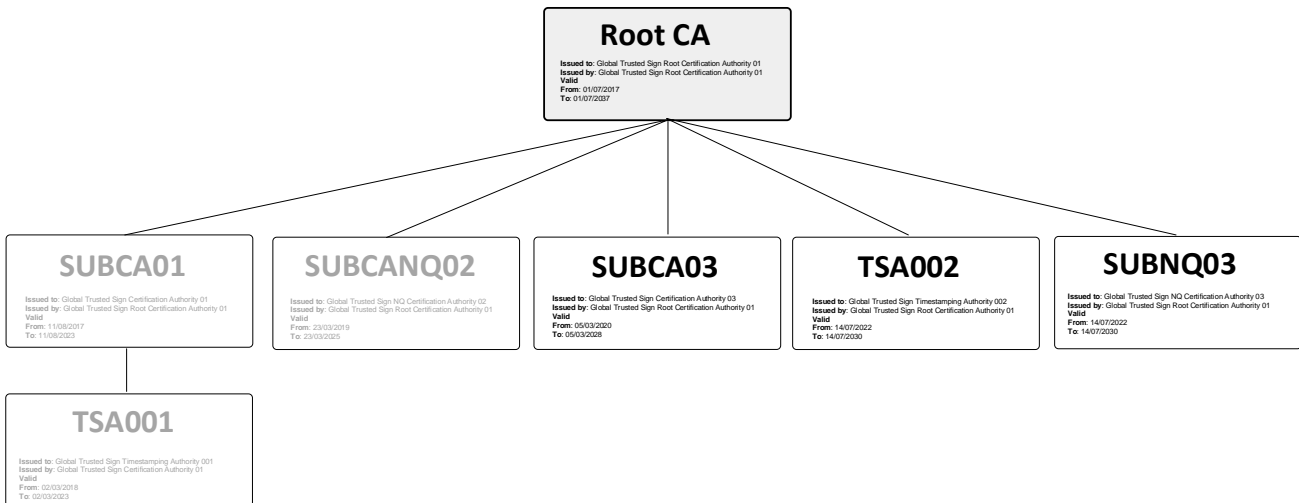 Root CA
Issued to: Global Trusted Sign Root Certification Authority 01
Issued by: Global Trusted Sign Root Certification Authority 01
Valid
From: 01/07/2017
To: 01/07/2037
SUBCA01
Issued to: Global Trusted Sign Certification Authority 01
Issued by: Global Trusted Sign Root Certification Authority 01
Valid
From: 11/08/2017
To: 11/08/2023
SUBCANQ02
Issued to: Global Trusted Sign NQ Certification Authority 02
Issued by: Global Trusted Sign Root Certification Authority 01
Valid
From: 23/03/2019
To: 23/03/2025
SUBCA03
Issued to: Global Trusted Sign Certification Authority 03
Issued by: Global Trusted Sign Root Certification Authority 01
Valid
From: 05/03/2020
To: 05/03/2028
TSA002
Issued to: Global Trusted Sign Timestamping Authority 002
Issued by: Global Trusted Sign Root Certification Authority 01
Valid
From: 14/07/2022
To: 14/07/2030
SUBNQ03
Issued to: Global Trusted Sign NQ Certification Authority 03
Issued by: Global Trusted Sign Root Certification Authority 01
Valid
From: 14/07/2022
To: 14/07/2030
TSA001
Issued to: Global Trusted Sign Timestamping Authority 001
Issued by: Global Trusted Sign Certification Authority 01
Valid
From: 02/03/2018
To: 02/03/2023